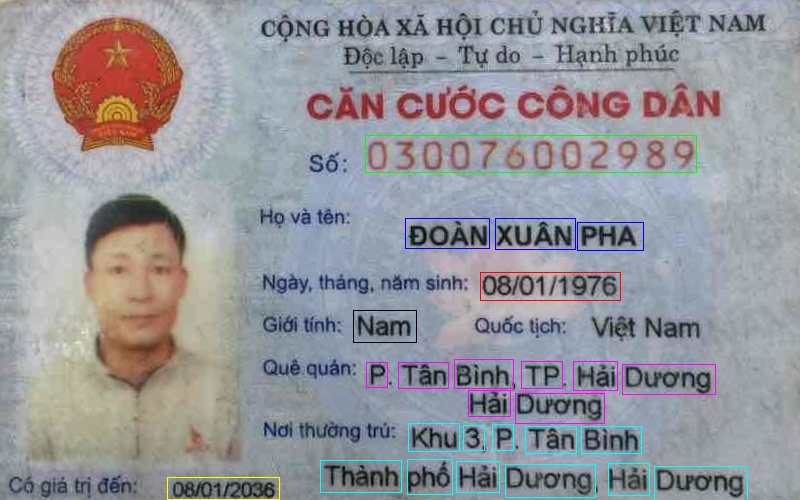 CỘNG HÒA XÃ HỘI CHỦ NGHĨA VIỆT NAM
Độc lập - Tự do - Hạnh phúc
CĂN CƯỚC CÔNG DÂN
Số: 030076002989
Họ và tên: ĐOÀN XUÂN PHA
Ngày, tháng, năm sinh: 08/01/1976
Giới tính: Nam Quốc tịch: Việt Nam
Quê quán: P. Tân Bình, TP. Hải Dương
Hải Dương
Nơi thường trú: Khu 3, P. Tân Bình
Thành phố Hải Dương, Hải Dương
Có giá trị đến: 08/01/2036